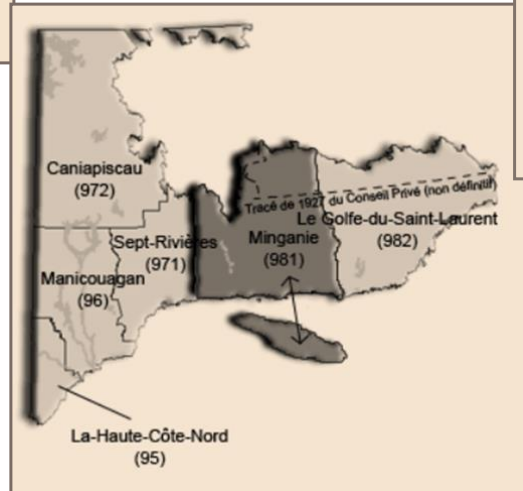 Caniapiscau
(972)
Tracé de 1927 du Conseil Privé (non définitif)
Le Golfe-du-Saint-Laurent
(982)
Sept-Rivières
(971)
Minganie
(981)
Manicouagan
(96)
La-Haute-Côte-Nord
(95)